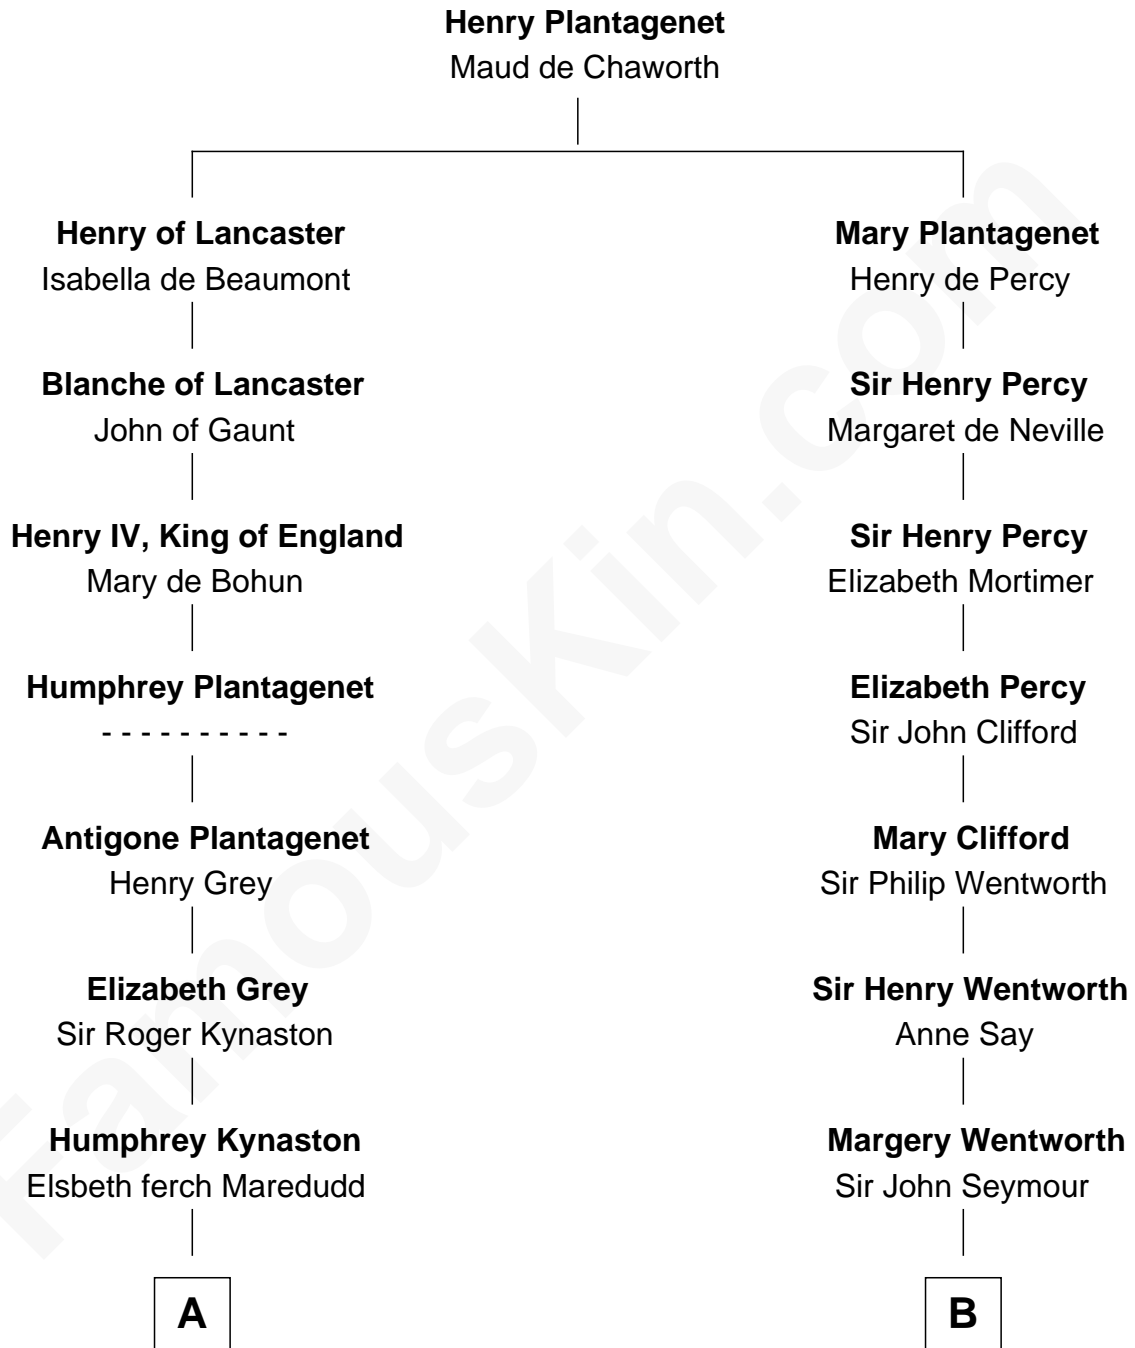 Henry Plantagenet
Maud de Chaworth
Henry of Lancaster
Isabella de Beaumont
Mary Plantagenet
Henry de Percy
Blanche of Lancaster
John of Gaunt
Sir Henry Percy
Margaret de Neville
Henry IV, King of England
Mary de Bohun
Sir Henry Percy
Elizabeth Mortimer
Humphrey Plantagenet
- - - - - - - - - -
Elizabeth Percy
Sir John Clifford
Antigone Plantagenet
Henry Grey
Mary Clifford
Sir Philip Wentworth
Elizabeth Grey
Sir Roger Kynaston
Sir Henry Wentworth
Anne Say
Humphrey Kynaston
Elsbeth ferch Maredudd
Margery Wentworth
Sir John Seymour
A
B
FamousKin.com